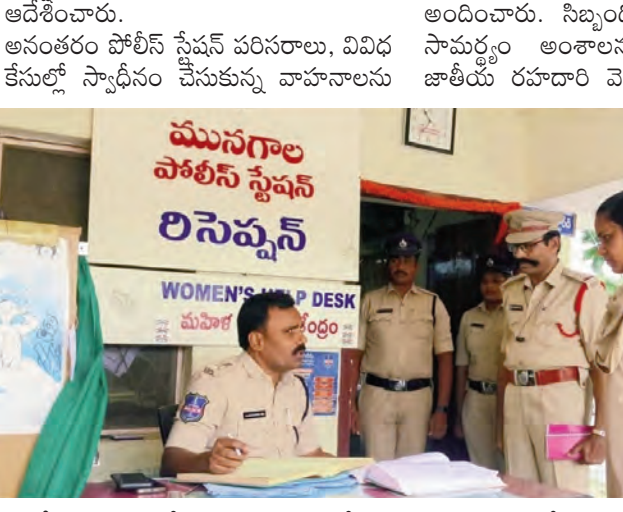 ఆదేశించారు.
అనంతరం పోలీస్ స్టేషన్ పరిసరాలు, వివిధ
కేసుల్లో స్వాధీనం చేసుకున్న వాహనాలను
అందించారు. సిబ్బంది
సామర్థ్యం అంశాలను
జాతీయ రహదారి వె
మునగాల
పోలీస్ స్టేషన్
రిసెప్షన్
WOMEN'S HELP DESK
మహిళ